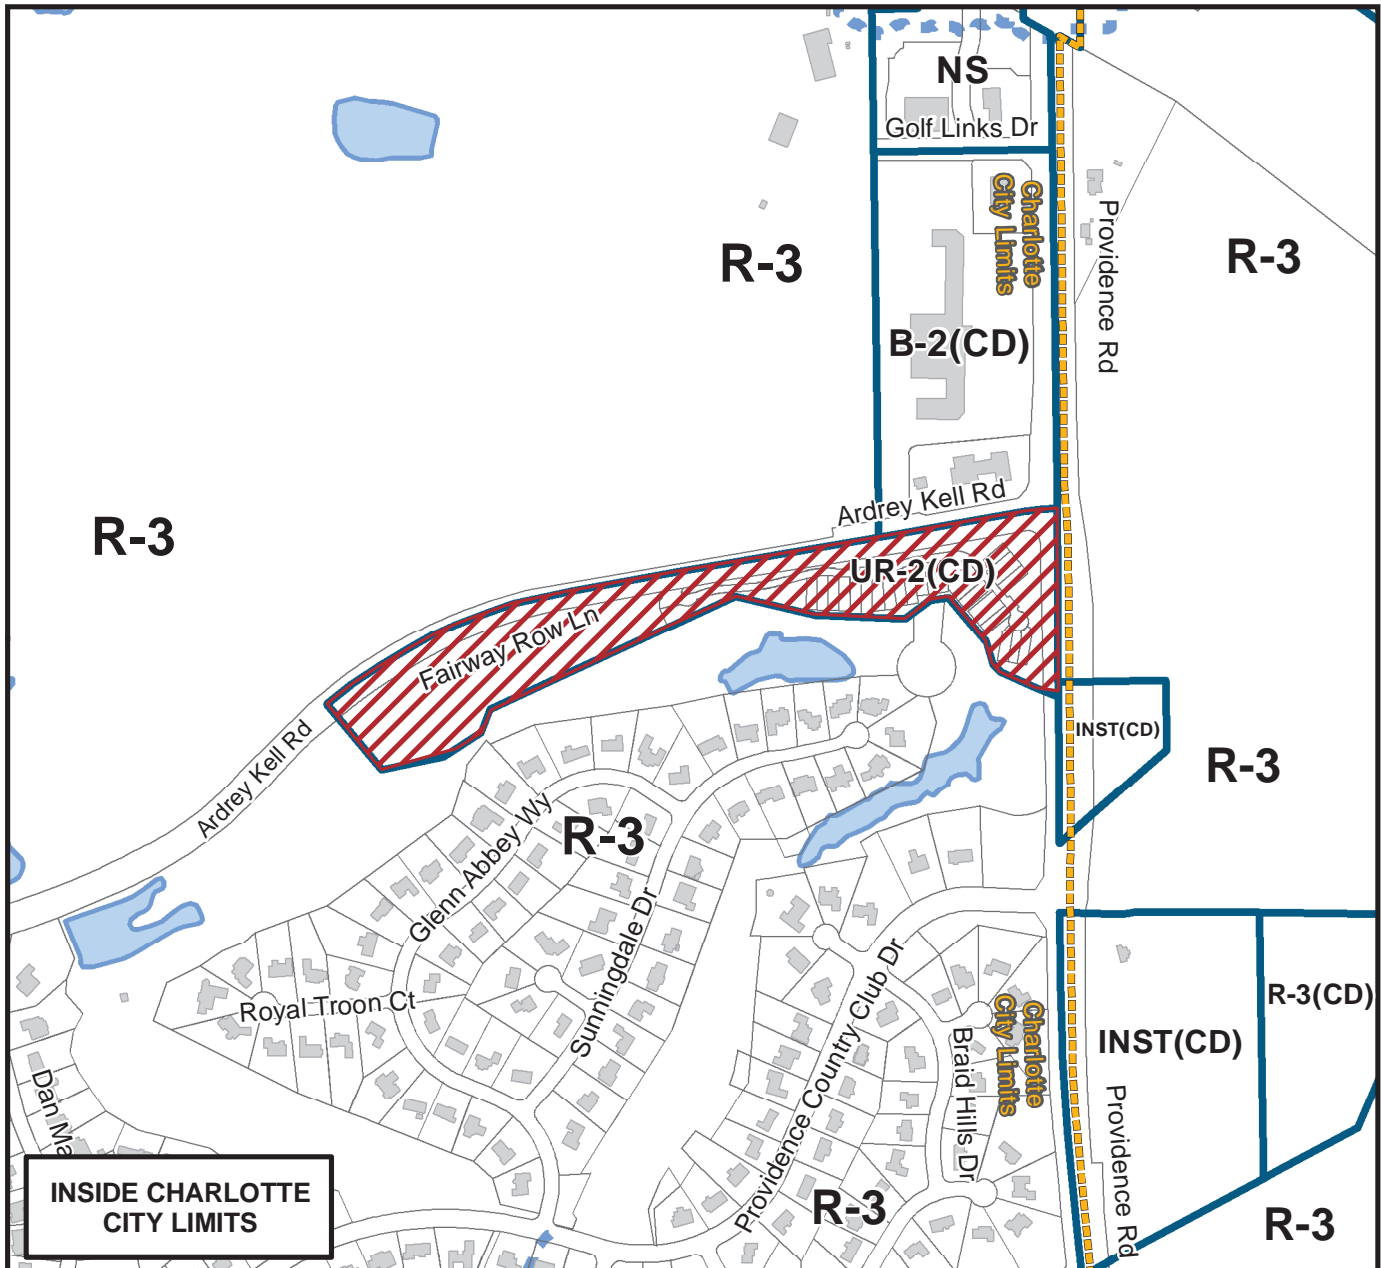 NS
Golf Links Dr
Charlotte
City Limits
Providence Rd
R-3
R-3
B-2(CD)
Ardrey Kell Rd
R-3
UR-2(CD)
Fairway Row Ln
INST(CD)
R-3
Ardrey Kell Rd
R-3
Glenn Abbey Wy
Sunningdale Dr
Royal Troon Ct
Providence Country Club Dr
Braid Hills Dr
Charlotte
City Limits
R-3(CD)
INST(CD)
Dan Ma
Providence Rd
R-3
R-3
INSIDE CHARLOTTE
CITY LIMITS